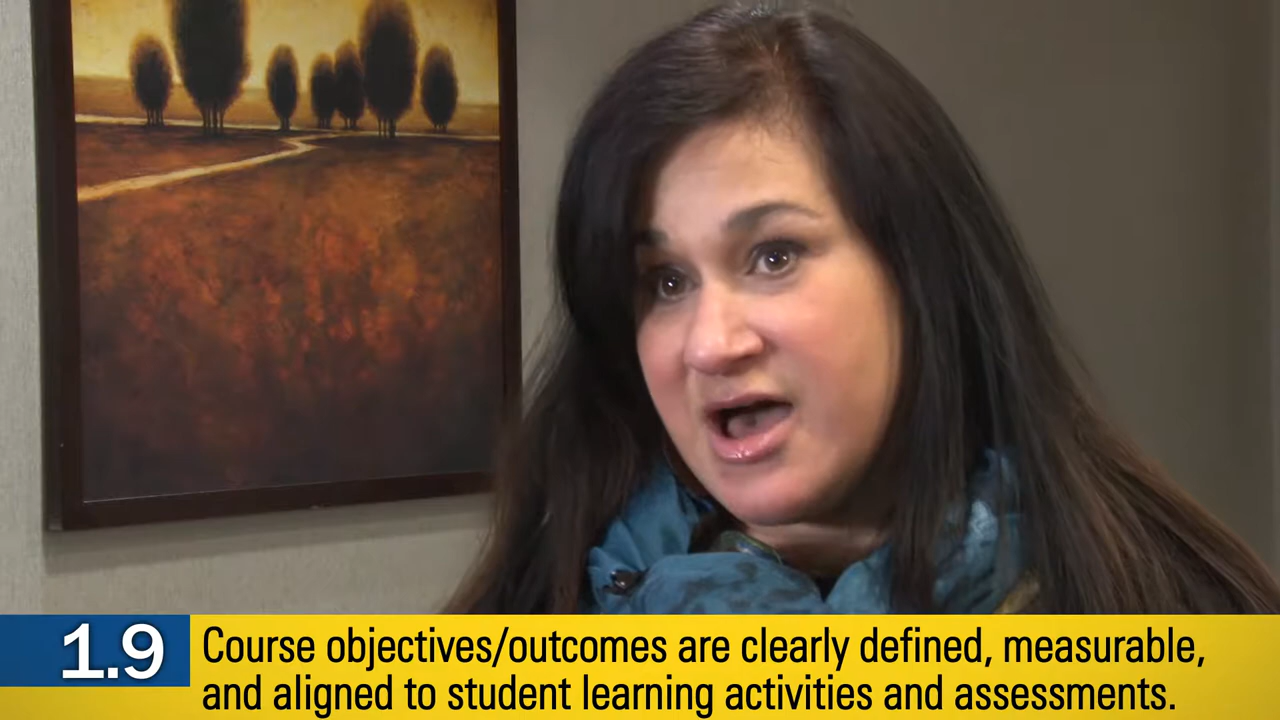 1.9
Course objectives/outcomes are clearly defined, measurable,
and aligned to student learning activities and assessments.